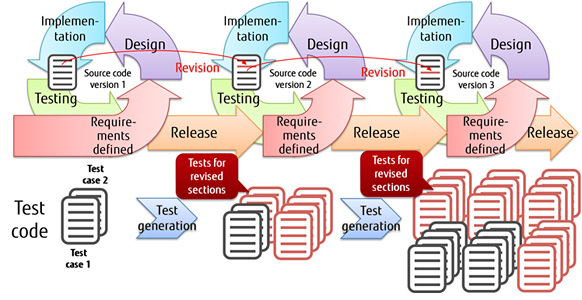 Implemen-
tation
Design
Testing
Source code
version 1
Require-
ments
defined
Revision
Release
Implemen-
tation
Design
Testing
Source code
version 2
Require-
ments
defined
Revision
Release
Implemen-
tation
Design
Testing
Source code
version 3
Require-
ments
defined
Release
Test
code
Test
case 2
Test
case 1
Test
generation
Tests for
revised
sections
Test
generation
Tests for
revised
sections